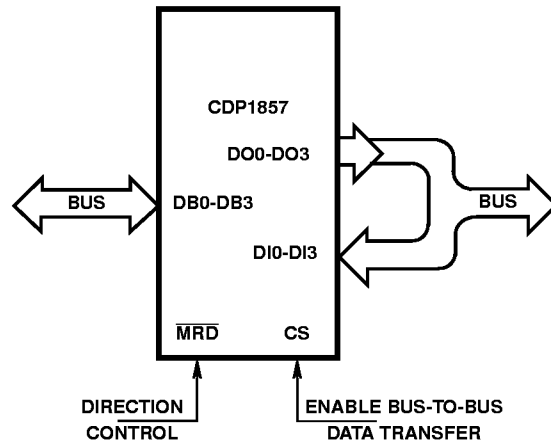 CDP1857
DO0-DO3
BUS
DB0-DB3
BUS
DI0-DI3
MRD
CS
DIRECTION
CONTROL
ENABLE BUS-TO-BUS
DATA TRANSFER